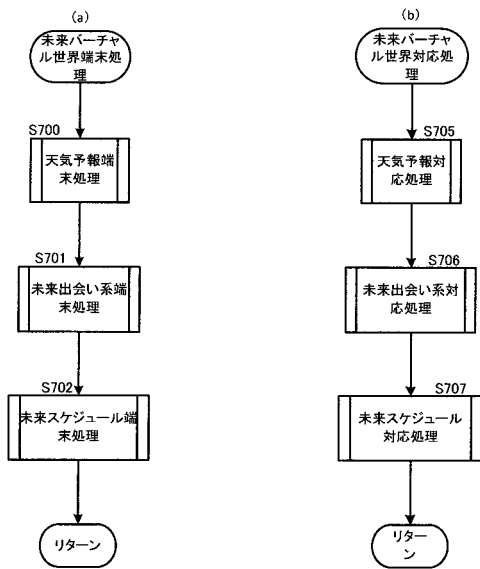 (a)
未来バーチャ
ル世界端末処
理
S700
天気予報端
末処理
S701
未来出会い系端
末処理
S702
未来スケジュール端
末処理
リターン
(b)
未来バーチャ
ル世界対応処
理
S705
天気予報対
応処理
S706
未来出会い系対
応処理
S707
未来スケジュール
対応処理
リター
ン